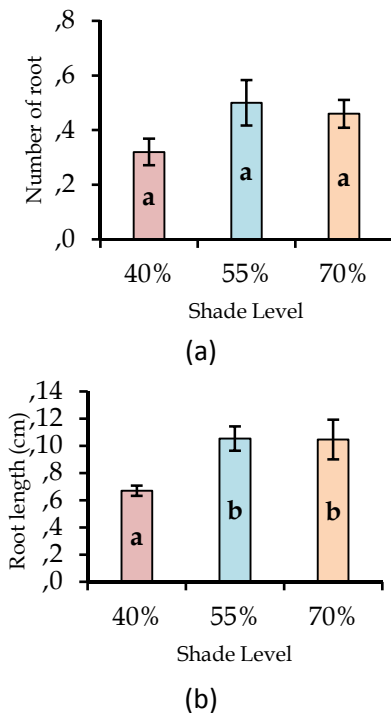 ,8
,6
,4
,2
,0
Number of root
a a a
40% 55% 70%
Shade Level
(a)
,14
,12
,10
,8
,6
,4
,2
,0
Root length (cm)
a b b
40% 55% 70%
Shade Level
(b)